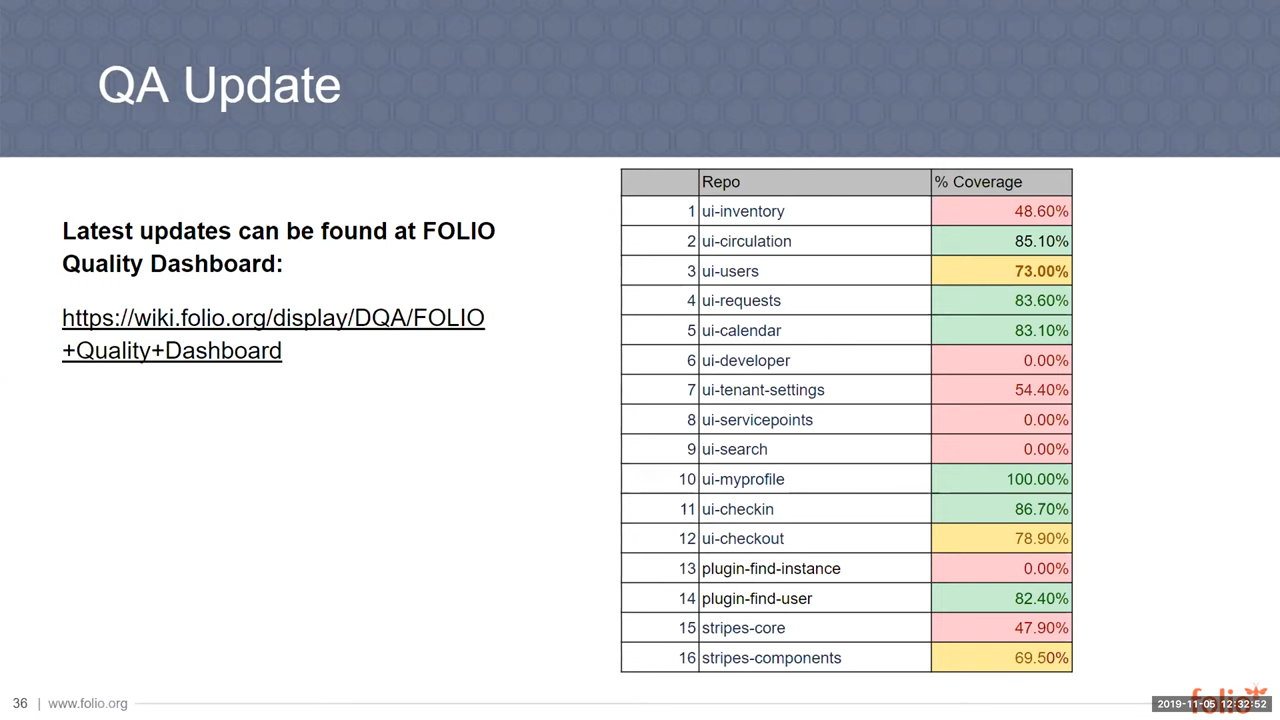 QA Update
Latest updates can be found at FOLIO
Quality Dashboard:
https://wiki.folio.org/display/DQA/FOLIO
+Quality+Dashboard
Repo % Coverage
1 ui-inventory 48.60%
2 ui-circulation 85.10%
3 ui-users 73.00%
4 ui-requests 83.60%
5 ui-calendar 83.10%
6 ui-developer 0.00%
7 ui-tenant-settings 54.40%
8 ui-servicepoints 0.00%
9 ui-search 0.00%
10 ui-myprofile 100.00%
11 ui-checkin 86.70%
12 ui-checkout 78.90%
13 plugin-find-instance 0.00%
14 plugin-find-user 82.40%
15 stripes-core 47.90%
16 stripes-components 69.50%
36 | www.folio.org
folio
2019-11-05 12:32:52